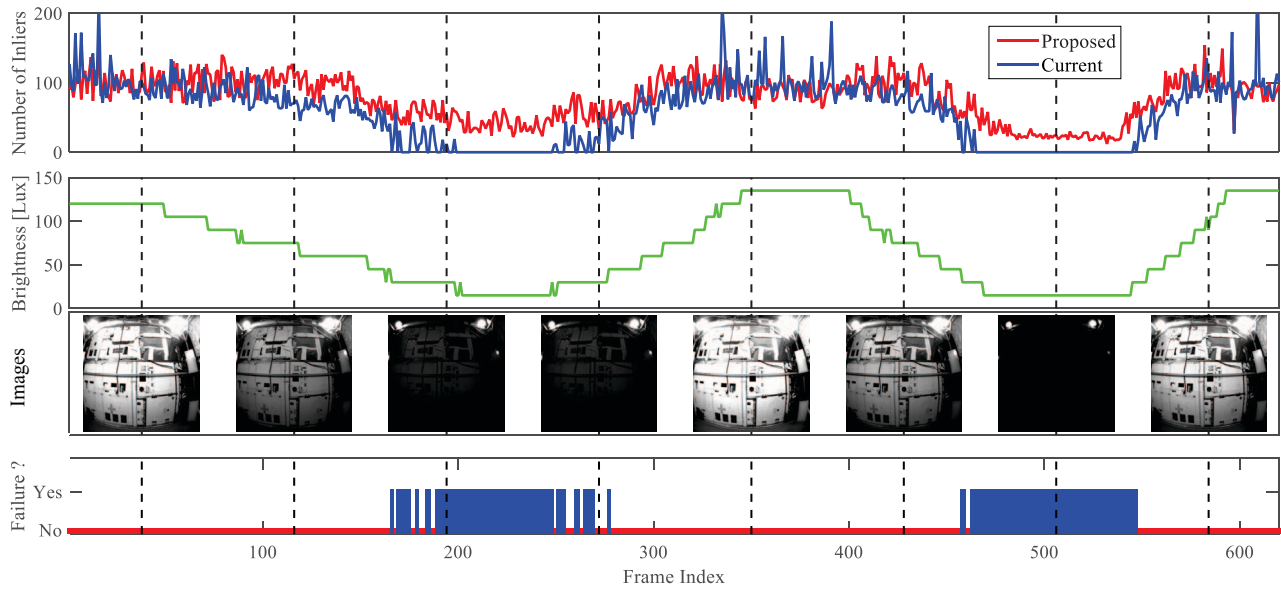 200
100
0
Number of Inliers
Proposed
Current
150
100
50
0
Brightness [Lux]
Images
Failure ?
Yes
No
100 200 300 400 500 600
Frame Index